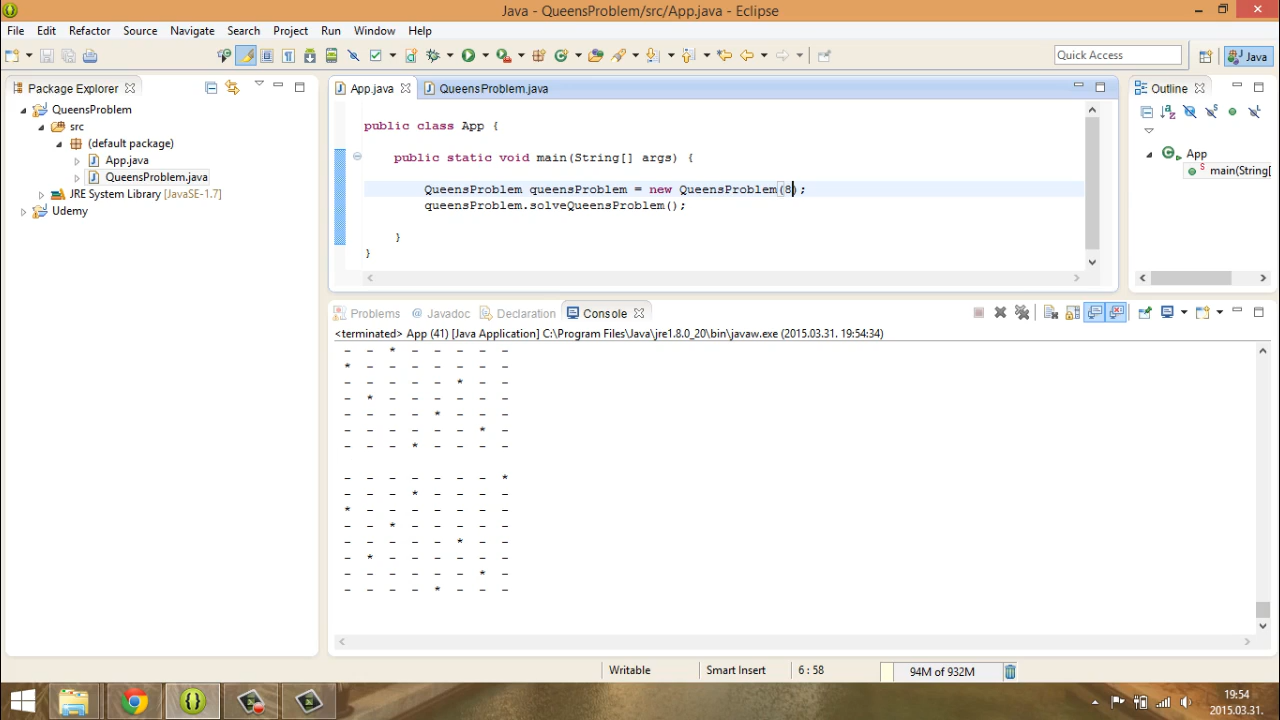 Java - QueensProblem/src/App.java - Eclipse
File Edit Refactor Source Navigate Search Project Run Window Help
Quick Access
Java
Package Explorer
QueensProblem
src
(default package)
App.java
QueensProblem.java
JRE System Library [JavaSE-1.7]
Udemy
App.java QueensProblem.java
public class App {
public static void main(String[] args) {
QueensProblem queensProblem = new QueensProblem(8);
queensProblem.solveQueensProblem();
}
}
Outline
App
main(String[
Problems Javadoc Declaration Console
<terminated> App (41) [Java Application] C:\Program Files\Java\jre1.8.0_20\bin\javaw.exe (2015.03.31. 19:54:34)
- - * - - - - -
* - - - - - - -
- - - - - * - -
- * - - - - - -
- - - - * - - -
- - - - - - * -
- - - * - - - -
- - - - - - - *
- - - * - - - -
* - - - - - - -
- - * - - - - -
- - - - - * - -
- * - - - - - -
- - - - - - * -
- - - - * - - -
Writable Smart Insert 6 : 58 94M of 932M
19:54
2015.03.31.